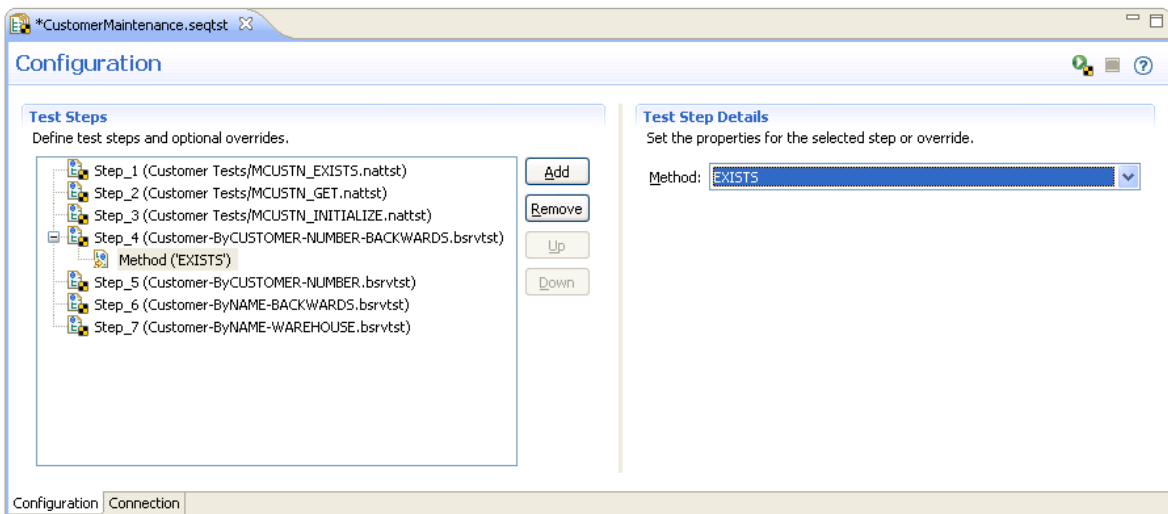 *CustomerMaintenance.seqtst
Configuration
Test Steps
Define test steps and optional overrides.
Step_1 (Customer Tests/MCUSTN_EXISTS.nattst)
Step_2 (Customer Tests/MCUSTN_GET.nattst)
Step_3 (Customer Tests/MCUSTN_INITIALIZE.nattst)
Step_4 (Customer-ByCUSTOMER-NUMBER-BACKWARDS.bsrvtst)
Method ('EXISTS')
Step_5 (Customer-ByCUSTOMER-NUMBER.bsrvtst)
Step_6 (Customer-ByNAME-BACKWARDS.bsrvtst)
Step_7 (Customer-ByNAME-WAREHOUSE.bsrvtst)
Add
Remove
Up
Down
Test Step Details
Set the properties for the selected step or override.
Method: EXISTS
Configuration Connection